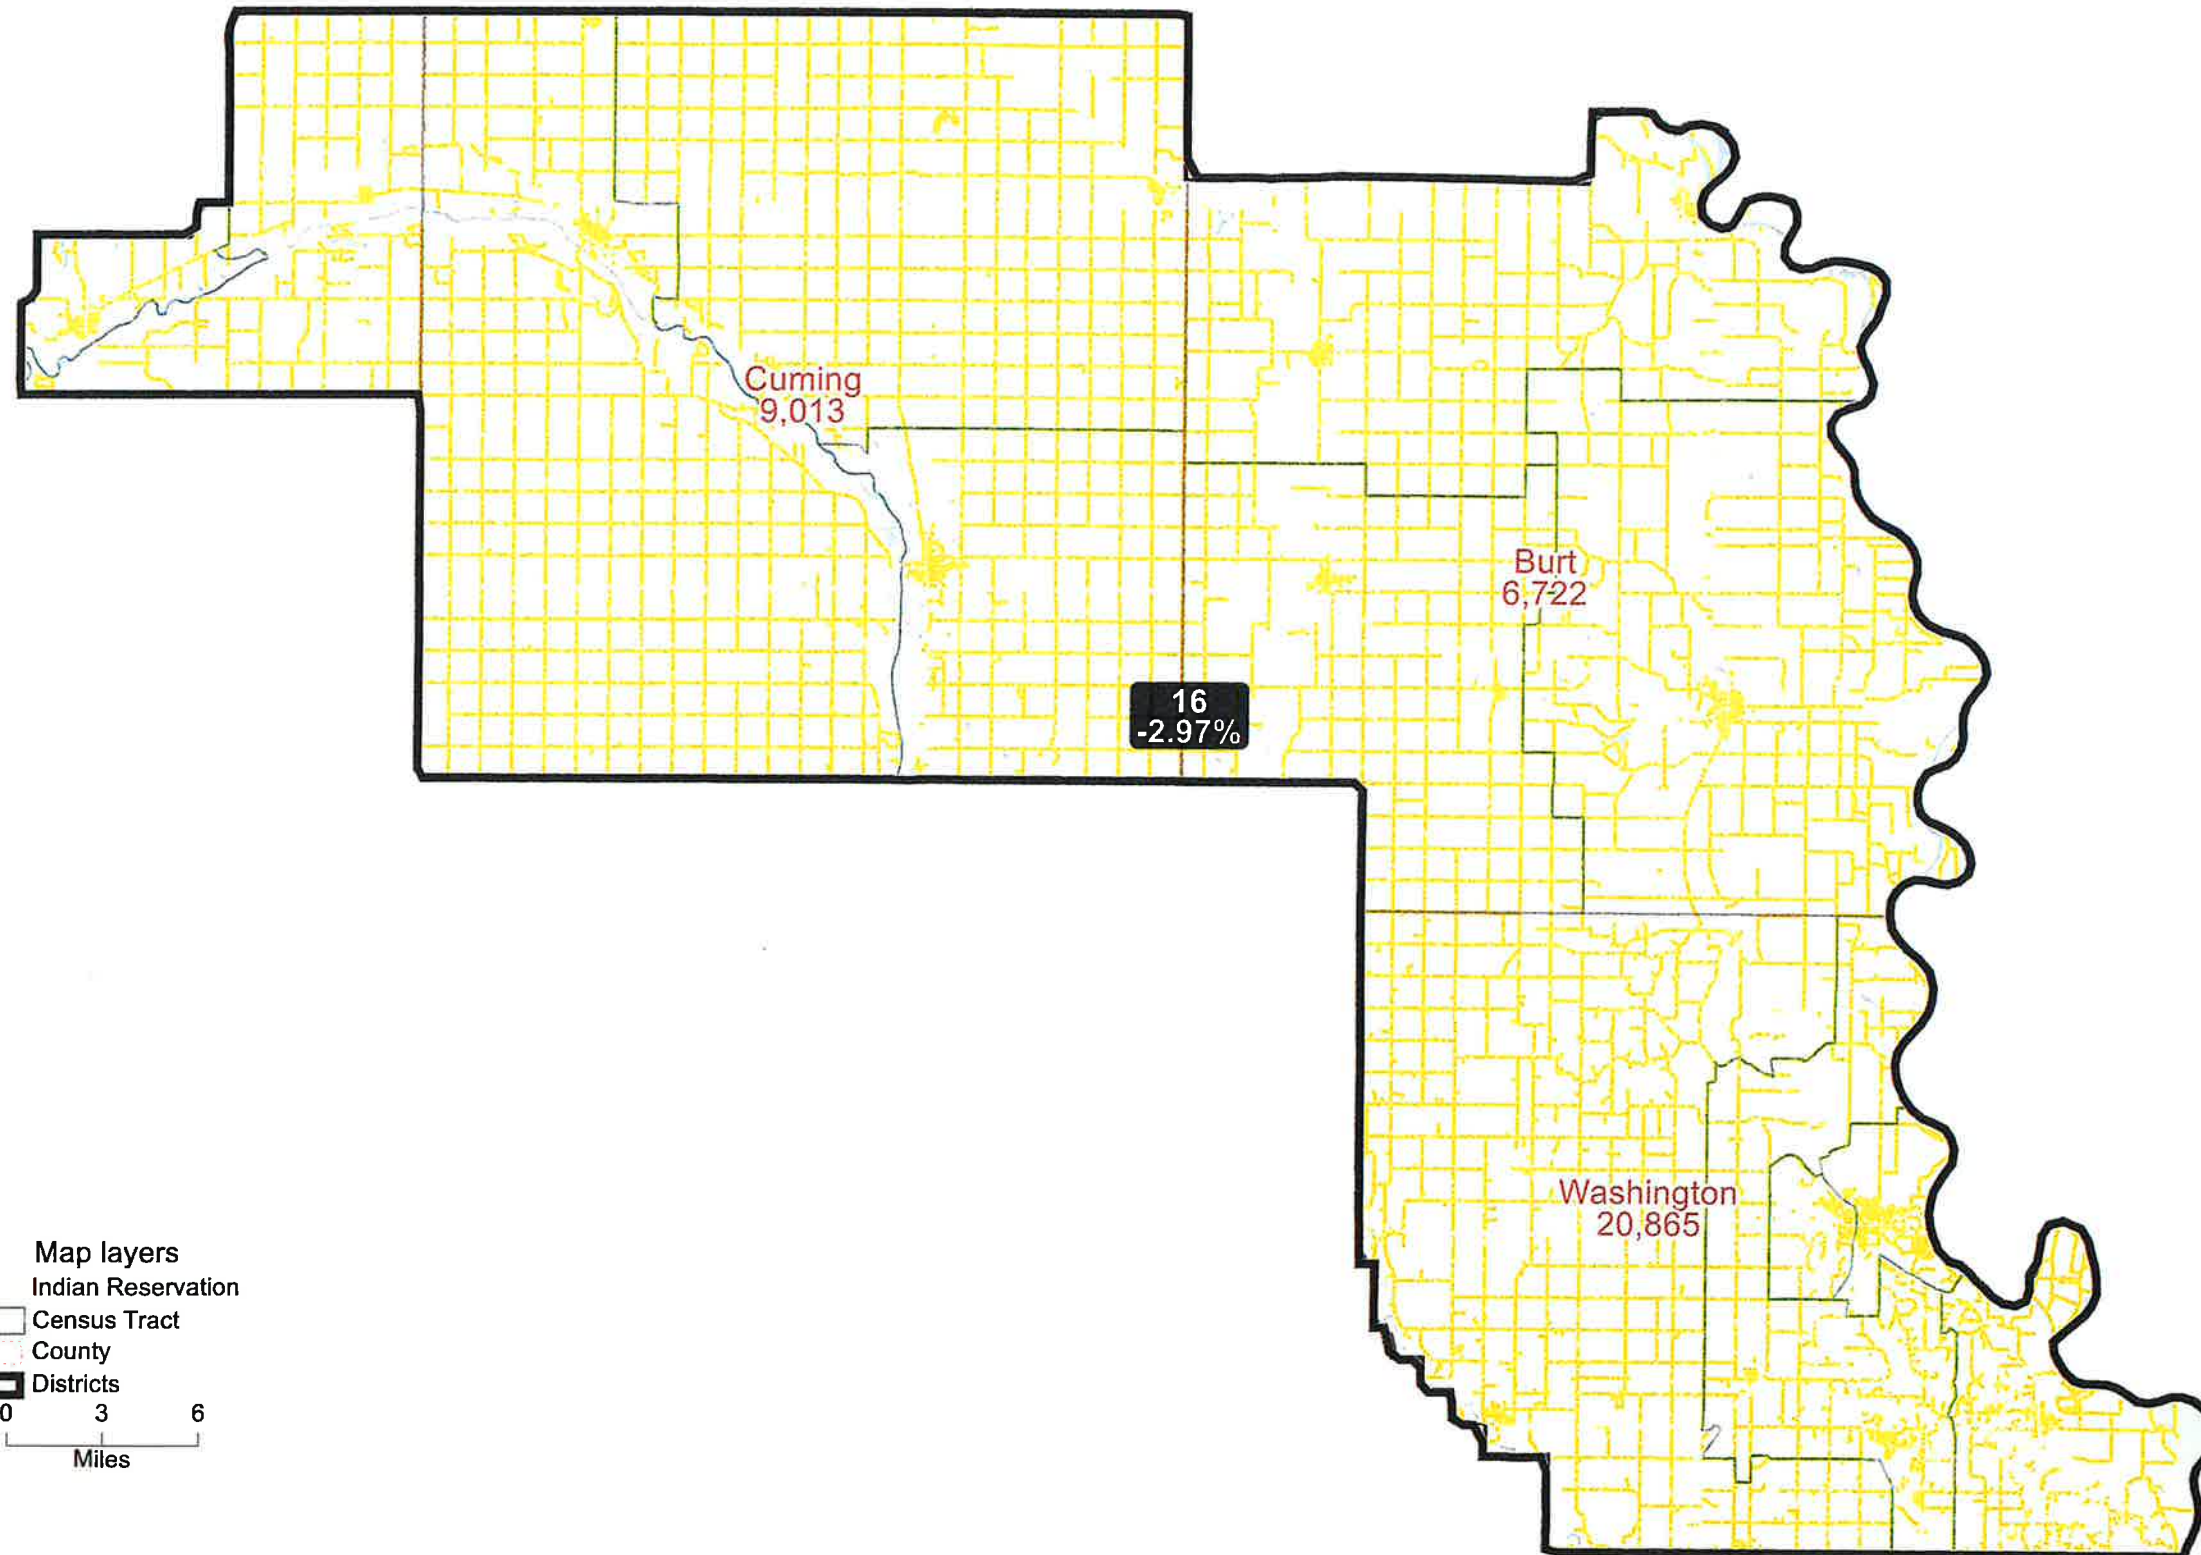 Cuming
9,013
Burt
6,722
16
-2.97%
Washington
20,865
Map layers
Indian Reservation
Census Tract
County
Districts
0 3 6
Miles